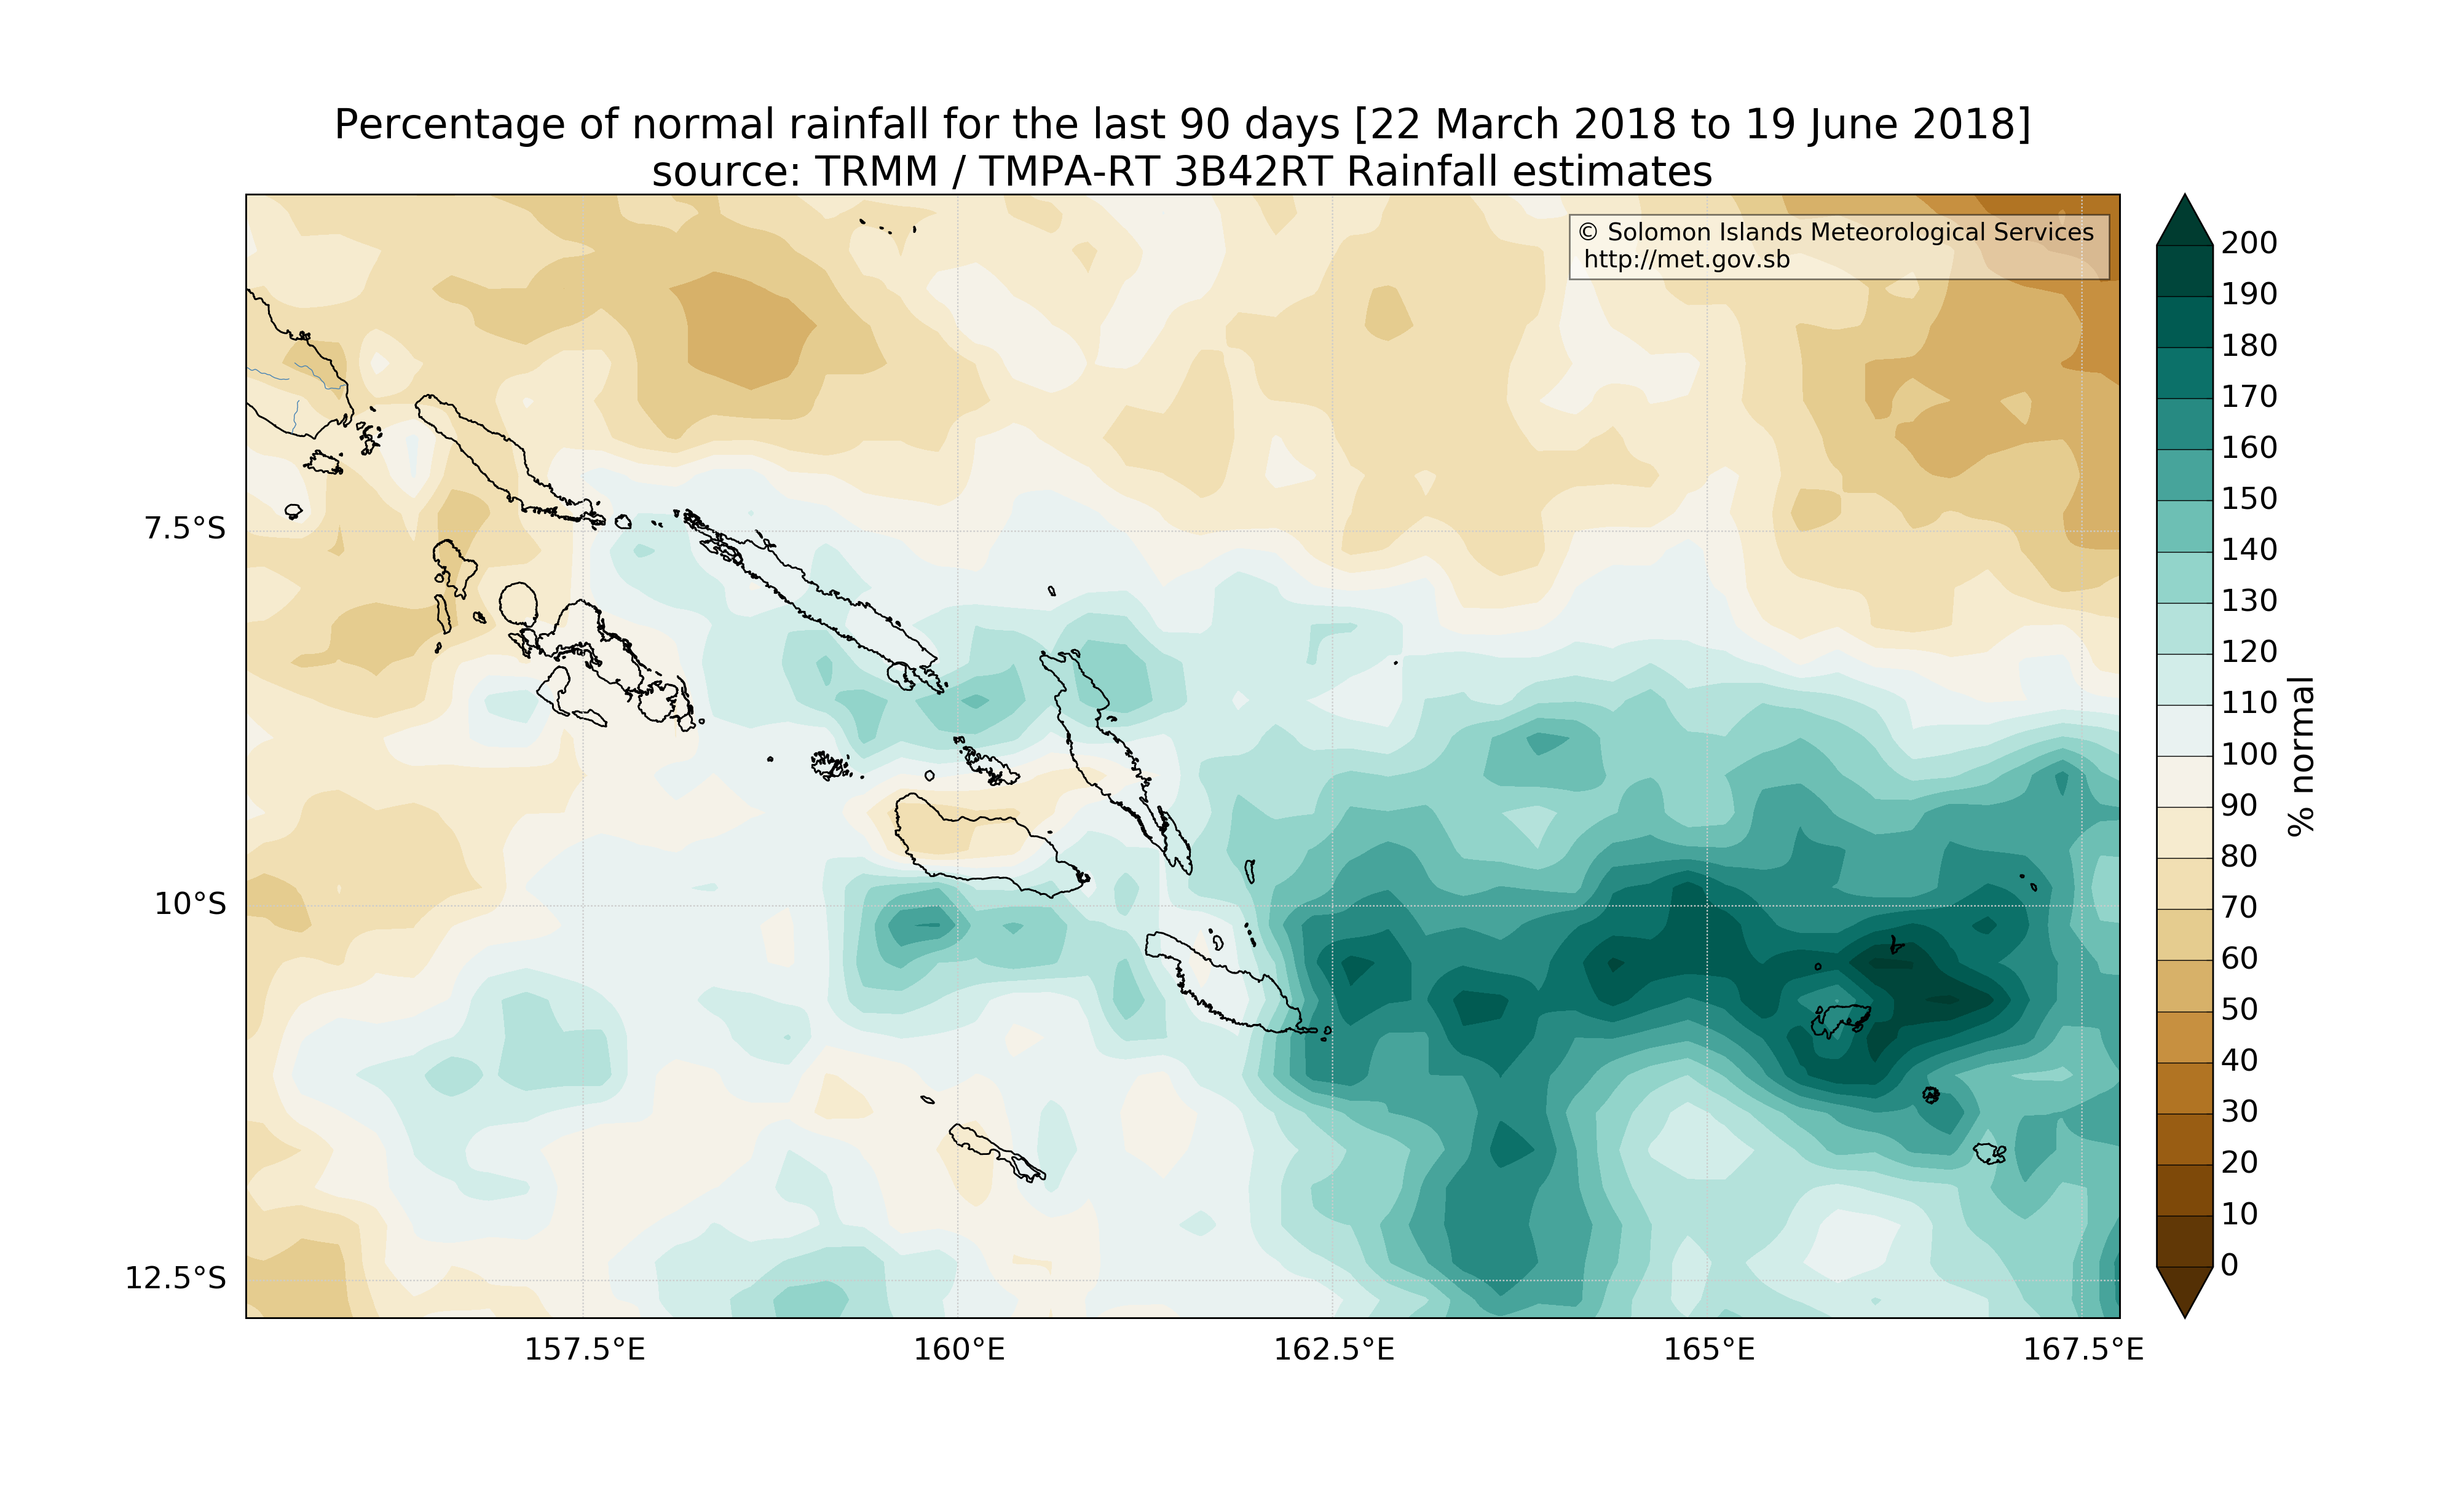 Percentage of normal rainfall for the last 90 days [22 March 2018 to 19 June 2018]
source: TRMM / TMPA-RT 3B42RT Rainfall estimates
© Solomon Islands Meteorological Services
http://met.gov.sb
7.5°S
10°S
12.5°S
157.5°E
160°E
162.5°E
165°E
167.5°E
200
190
180
170
160
150
140
130
120
110
100
90
80
70
60
50
40
30
20
10
0
% normal